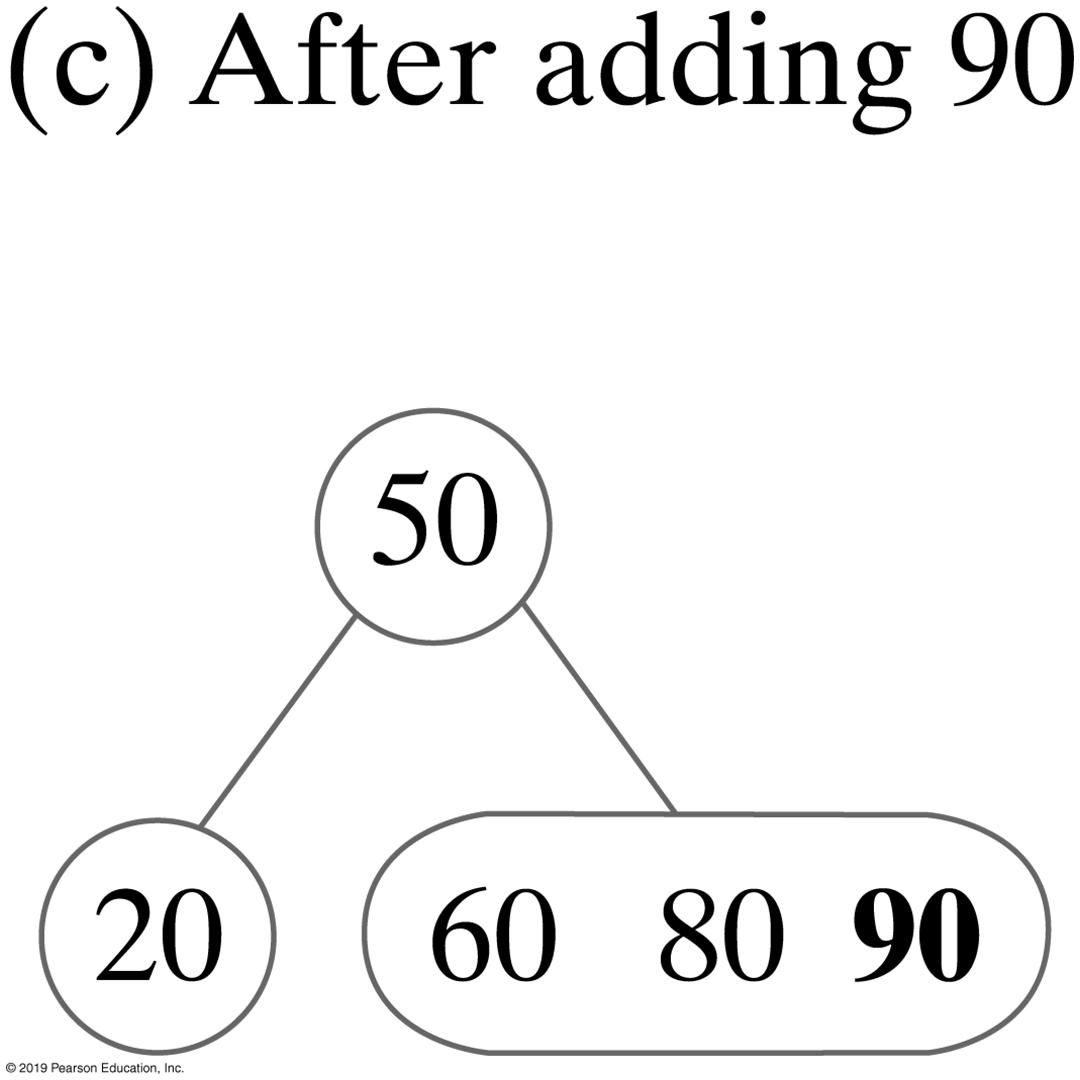 (c) After adding 90
50
20
60 80 90
© 2019 Pearson Education, Inc.